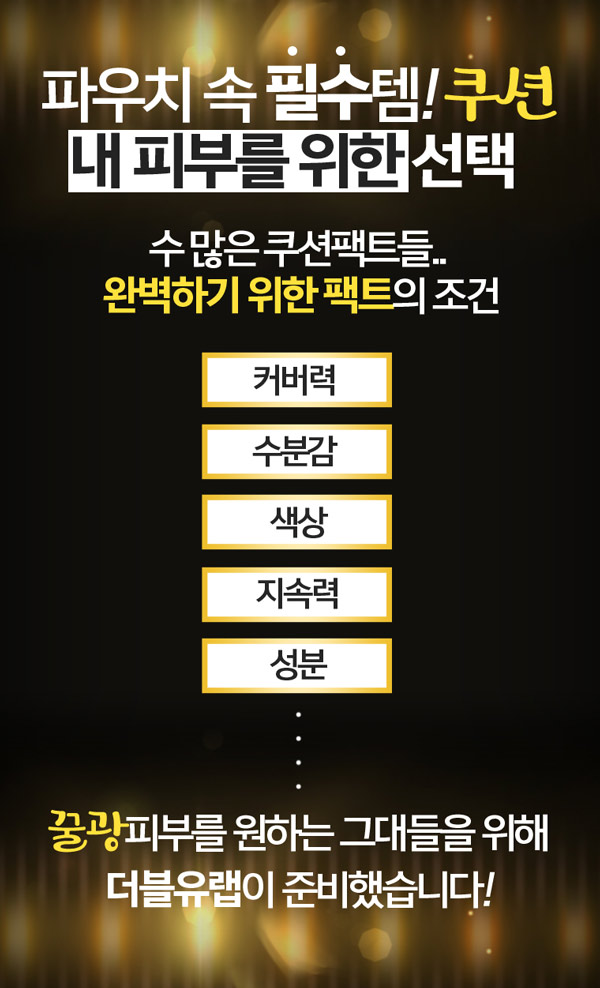 파우치 속 필수템! 쿠션
내 피부를 위한 선택
수 많은 쿠션팩트들..
완벽하기 위한 팩트의 조건
커버력
수분감
색상
지속력
성분
꿀광피부를 원하는 그대들을 위해
더블유랩이 준비했습니다!